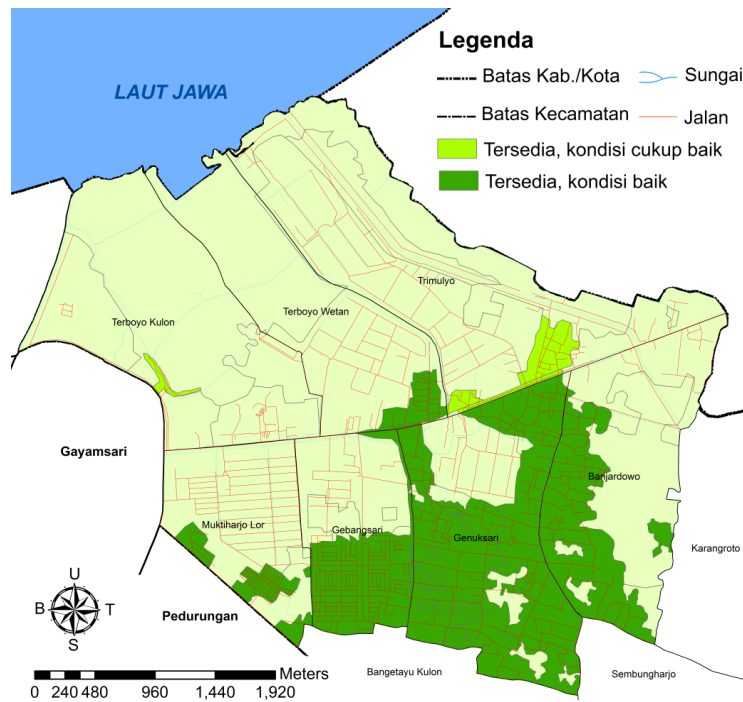 Legenda
Batas Kab./Kota
Sungai
Batas Kecamatan
Jalan
Tersedia, kondisi cukup baik
Tersedia, kondisi baik
LAUT JAWA
Trimulyo
Terboyo Wetan
Terboyo Kulon
Gayamsari
Banjardowo
Muktiharjo Lor
Gebangsari
Genuksari
Karangroto
Pedurungan
Bangetayu Kulon
Sembungharjo
U
B T
S
Meters
0 240 480 960 1,440 1,920